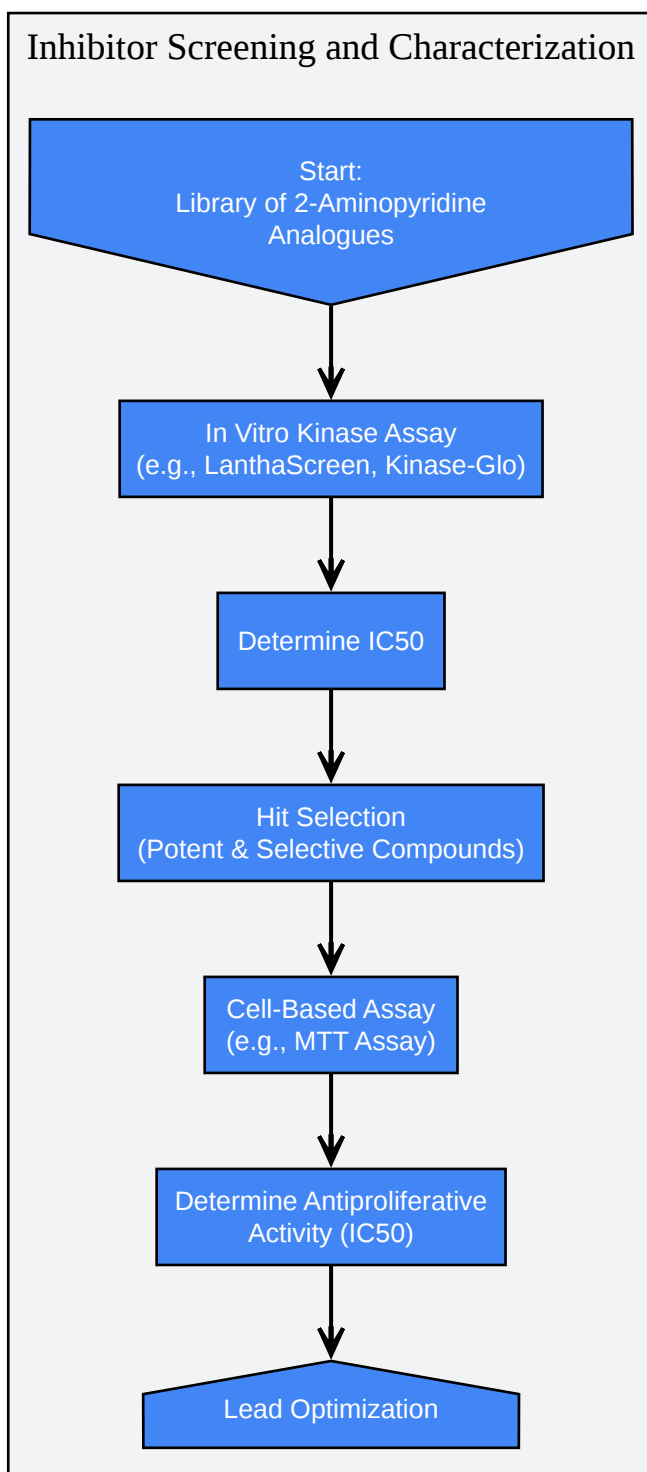 Inhibitor Screening and Characterization
Start:
Library of 2-Aminopyridine
Analogues
In Vitro Kinase Assay
(e.g., LanthaScreen, Kinase-Glo)
Determine IC50
Hit Selection
(Potent & Selective Compounds)
Cell-Based Assay
(e.g., MTT Assay)
Determine Antiproliferative
Activity (IC50)
Lead Optimization